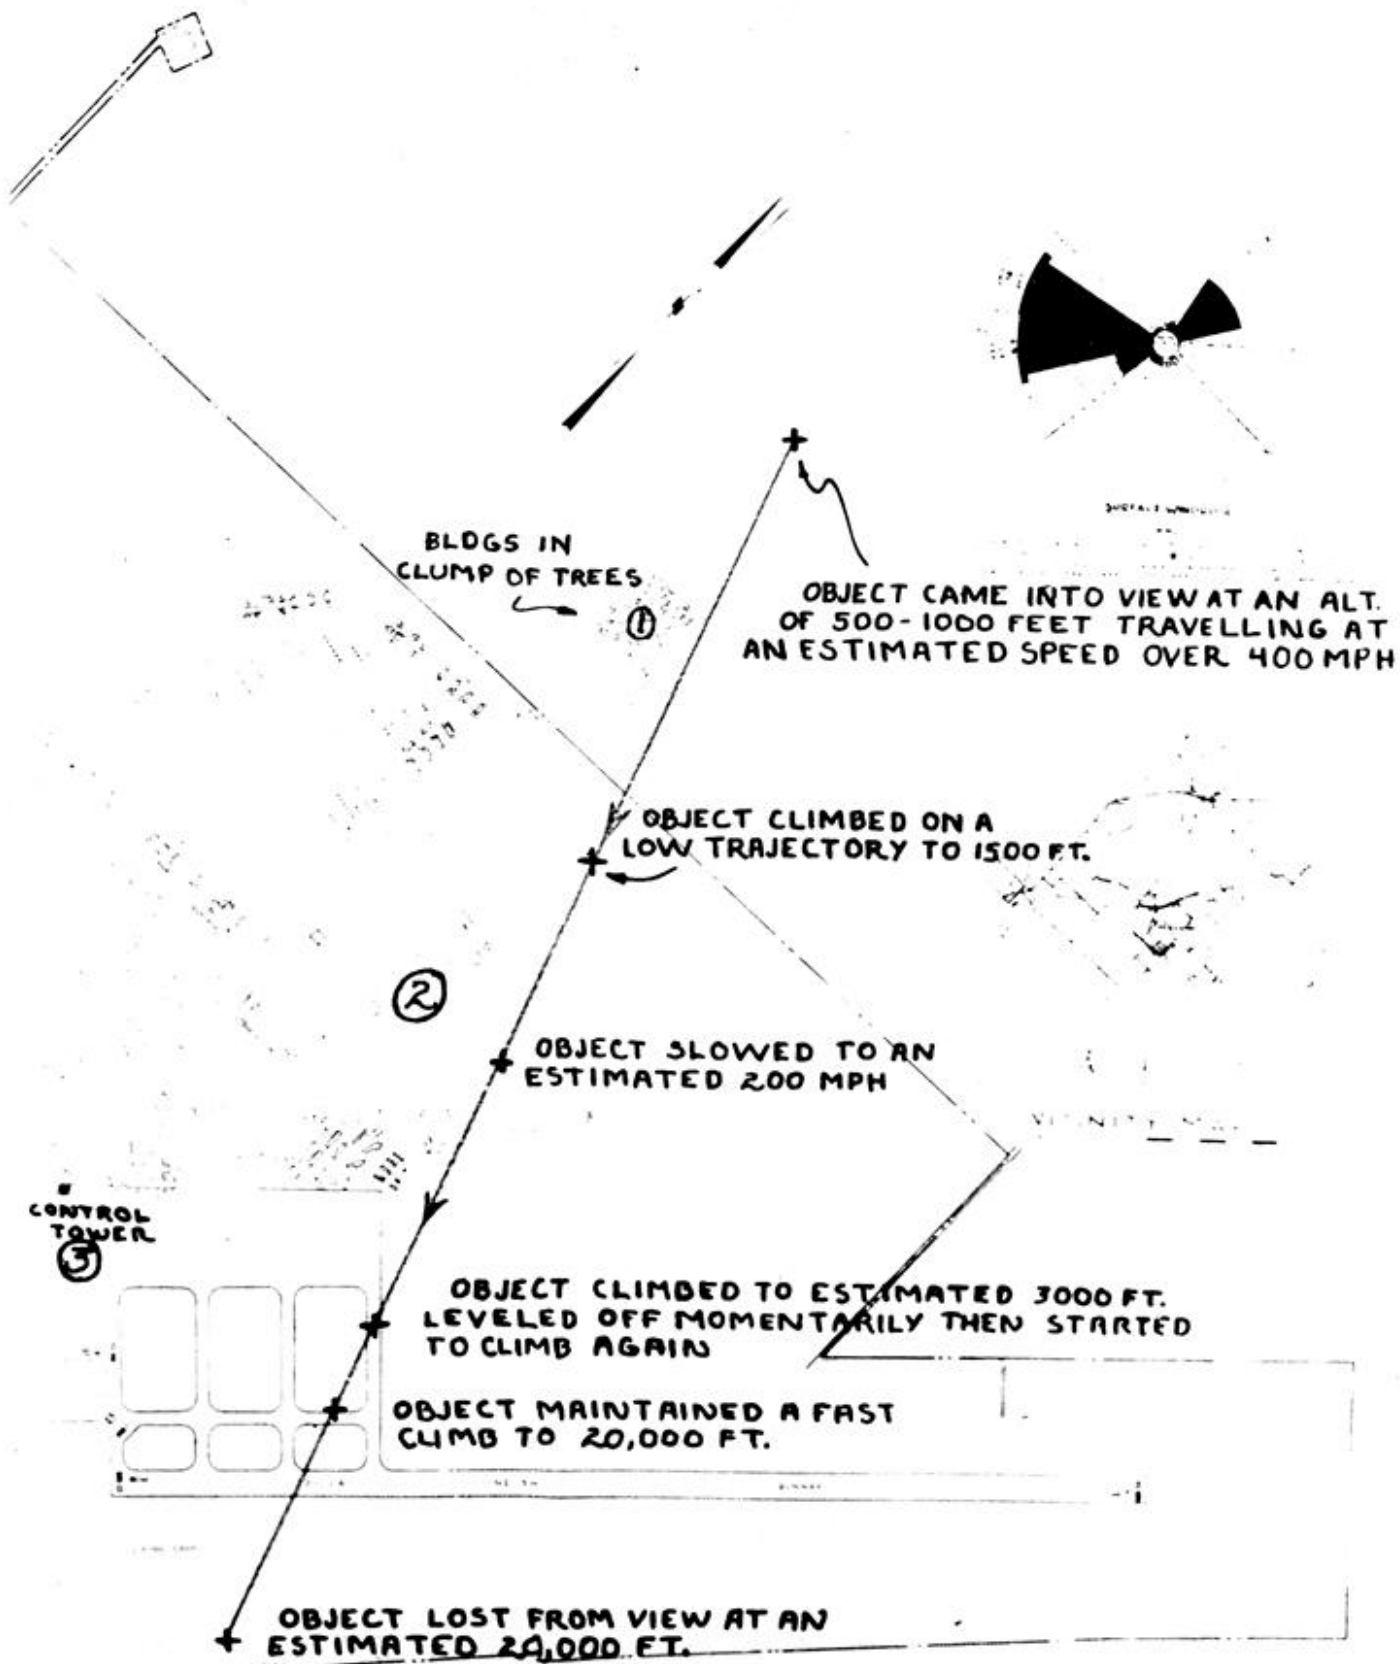 BLDGS IN
CLUMP OF TREES
①
OBJECT CAME INTO VIEW AT AN ALT.
OF 500-1000 FEET TRAVELLING AT
AN ESTIMATED SPEED OVER 400 MPH
OBJECT CLIMBED ON A
LOW TRAJECTORY TO 1500 FT.
②
OBJECT SLOWED TO AN
ESTIMATED 200 MPH
CONTROL
TOWER
③
OBJECT CLIMBED TO ESTIMATED 3000 FT.
LEVELED OFF MOMENTARILY THEN STARTED
TO CLIMB AGAIN
OBJECT MAINTAINED A FAST
CLIMB TO 20,000 FT.
OBJECT LOST FROM VIEW AT AN
ESTIMATED 20,000 FT.